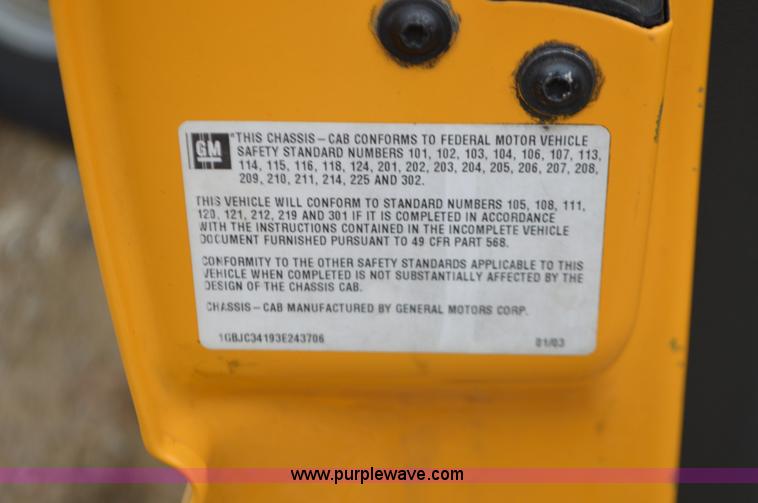 GM
"THIS CHASSIS-CAB CONFORMS TO FEDERAL MOTOR VEHICLE
SAFETY STANDARD NUMBERS 101, 102, 103, 104, 106, 107, 113,
114, 115, 116, 118, 124, 201, 202, 203, 204, 205, 206, 207, 208,
209, 210, 211, 214, 225 AND 302.
THIS VEHICLE WILL CONFORM TO STANDARD NUMBERS 105, 108, 111,
120, 121, 212, 219 AND 301 IF IT IS COMPLETED IN ACCORDANCE
WITH THE INSTRUCTIONS CONTAINED IN THE INCOMPLETE VEHICLE
DOCUMENT FURNISHED PURSUANT TO 49 CFR PART 568.
CONFORMITY TO THE OTHER SAFETY STANDARDS APPLICABLE TO THIS
VEHICLE WHEN COMPLETED IS NOT SUBSTANTIALLY AFFECTED BY THE
DESIGN OF THE CHASSIS CAB.
CHASSIS-CAB MANUFACTURED BY GENERAL MOTORS CORP.
1GBJC34193E243706 01/03
www.purplewave.com